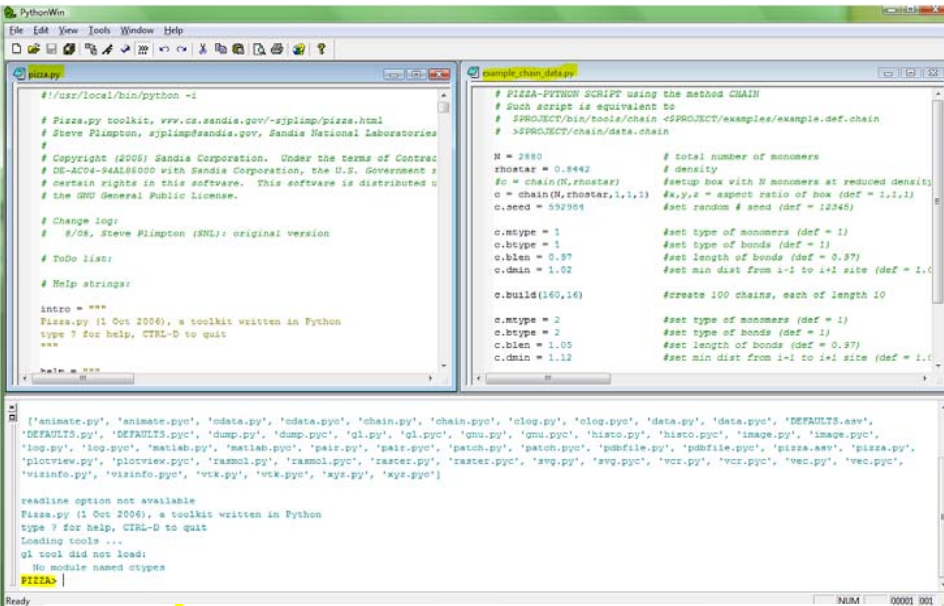 PythonWin
File Edit View Tools Window Help
pizza.py
#!/usr/local/bin/python -i
# Pizza.py toolkit, www.cs.sandia.gov/~sjplimp/pizza.html
# Steve Plimpton, sjplimp@sandia.gov, Sandia National Laboratories
#
# Copyright (2005) Sandia Corporation.  Under the terms of Contrac
# DE-AC04-94AL85000 with Sandia Corporation, the U.S. Government r
# certain rights in this software.  This software is distributed u
# the GNU General Public License.
# Change log:
#   8/05, Steve Plimpton (SNL): original version
# ToDo list:
# Help strings:
intro = """
Pizza.py (1 Oct 2006), a toolkit written in Python
type ? for help, CTRL-D to quit
"""
help = """
example_chain_data.py
# PIZZA-PYTHON SCRIPT using the method CHAIN
# Such script is equivalent to
#  $PROJECT/bin/tools/chain <$PROJECT/examples/example.def.chain
#  >$PROJECT/chain/data.chain
N = 2880 # total number of monomers
rhostar = 0.8442 # density
#c = chain(N,rhostar) #setup box with N monomers at reduced density
c = chain(N,rhostar,1,1,1) #x,y,z = aspect ratio of box (def = 1,1,1)
c.seed = 592984 #set random # seed (def = 12345)
c.mtype = 1 #set type of monomers (def = 1)
c.btype = 1 #set type of bonds (def = 1)
c.blen = 0.97 #set length of bonds (def = 0.97)
c.dmin = 1.02 #set min dist from i-1 to i+1 site (def = 1.0
c.build(160,16) #create 100 chains, each of length 10
c.mtype = 2 #set type of monomers (def = 1)
c.btype = 2 #set type of bonds (def = 1)
c.blen = 1.05 #set length of bonds (def = 0.97)
c.dmin = 1.12 #set min dist from i-1 to i+1 site (def = 1.0
['animate.py', 'animate.pyc', 'cdata.py', 'cdata.pyc', 'chain.py', 'chain.pyc', 'clog.py', 'clog.pyc', 'data.py', 'data.pyc', 'DEFAULTS.asv',
'DEFAULTS.py', 'DEFAULTS.pyc', 'dump.py', 'dump.pyc', 'gl.py', 'gl.pyc', 'gnu.py', 'gnu.pyc', 'histo.py', 'histo.pyc', 'image.py', 'image.pyc',
'log.py', 'log.pyc', 'matlab.py', 'matlab.pyc', 'pair.py', 'pair.pyc', 'patch.py', 'patch.pyc', 'pdbfile.py', 'pdbfile.pyc', 'pizza.asv', 'pizza.py',
'plotview.py', 'plotview.pyc', 'rasmol.py', 'rasmol.pyc', 'raster.py', 'raster.pyc', 'svg.py', 'svg.pyc', 'vcr.py', 'vcr.pyc', 'vec.py', 'vec.pyc',
'vizinfo.py', 'vizinfo.pyc', 'vtk.py', 'vtk.pyc', 'xyz.py', 'xyz.pyc']
readline option not available
Pizza.py (1 Oct 2006), a toolkit written in Python
type ? for help, CTRL-D to quit
Loading tools ...
gl tool did not load:
No module named ctypes
PIZZA>
Ready
NUM 00001 001